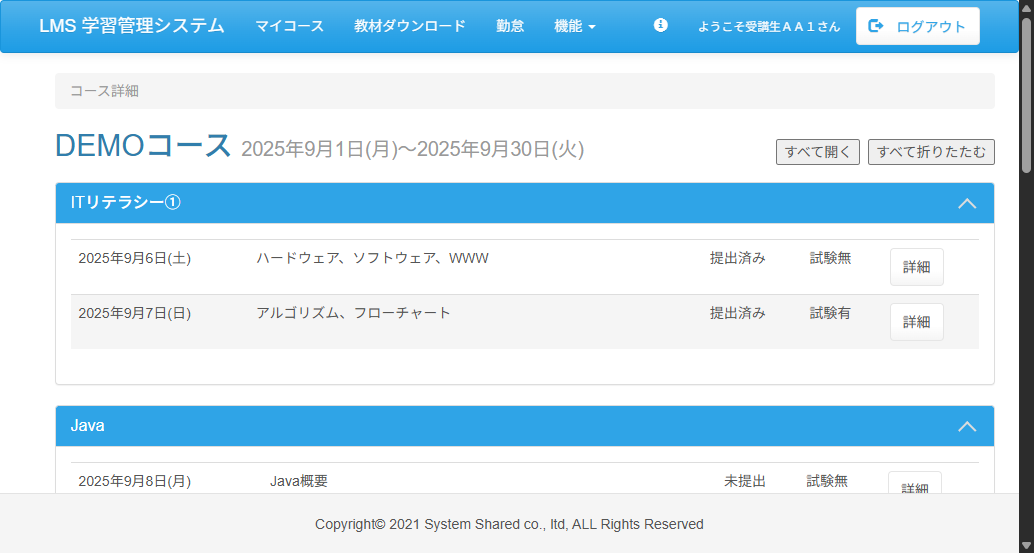 LMS 学習管理システム マイコース 教材ダウンロード 勤怠 機能 ようこそ受講生ＡＡ１さん ログアウト
コース詳細
DEMOコース 2025年9月1日(月)～2025年9月30日(火) すべて開く すべて折りたたむ
ITリテラシー①
2025年9月6日(土) ハードウェア、ソフトウェア、WWW 提出済み 試験無 詳細
2025年9月7日(日) アルゴリズム、フローチャート 提出済み 試験有 詳細
Java
2025年9月8日(月) Java概要 未提出 試験無 詳細
Copyright© 2021 System Shared co., ltd, ALL Rights Reserved